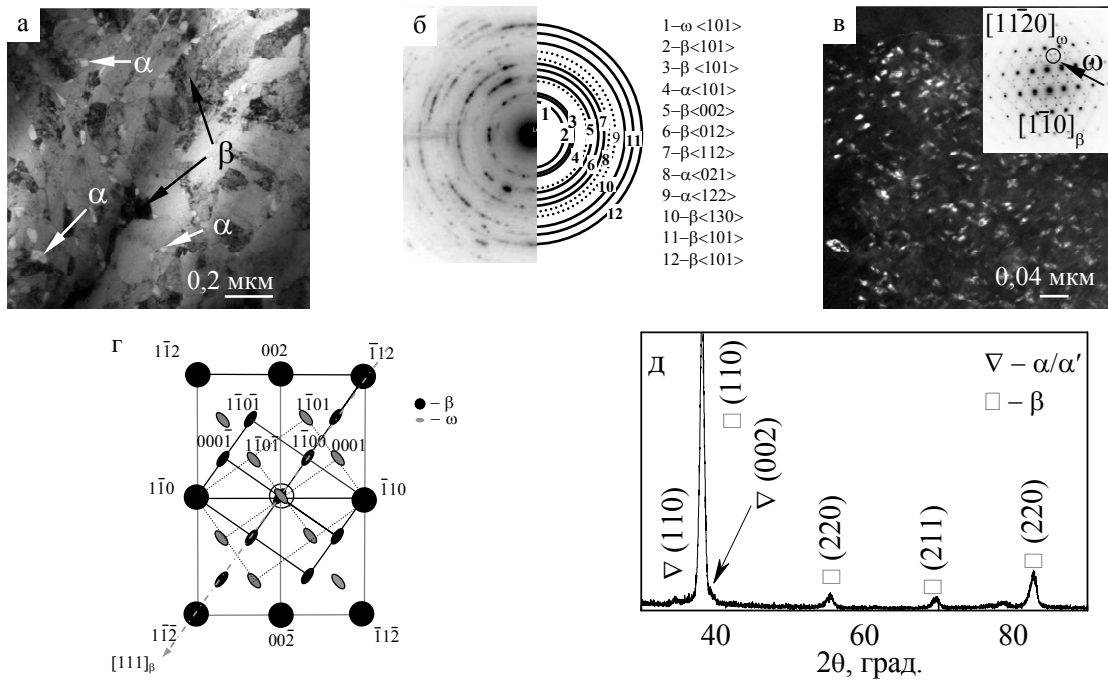 а
α
β
α
α
0,2 мкм
б
1
2
3
4
5
6
7
8
9
10
11
12
1–ω <101>
2–β <101>
3–β <101>
4–α <101>
5–β<002>
6–β<012>
7–β<112>
8–α<021>
9–α<122>
10–β<130>
11–β<101>
12–β<101>
в
[112̅0]ω
ω
[11̅0]β
0,04 мкм
г
11̅2
002
1̅12
11̅01̅
11̅01
0001̅
11̅01̅
11̅00
0001
11̅0
1̅10
11̅2̅
002̅
1̅12̅
[111]β
– β
– ω
д
∇ (110)
□ (110)
∇ (002)
□ (220)
□ (211)
□ (220)
∇ – α/α′
□ – β
40
60
80
2θ, град.